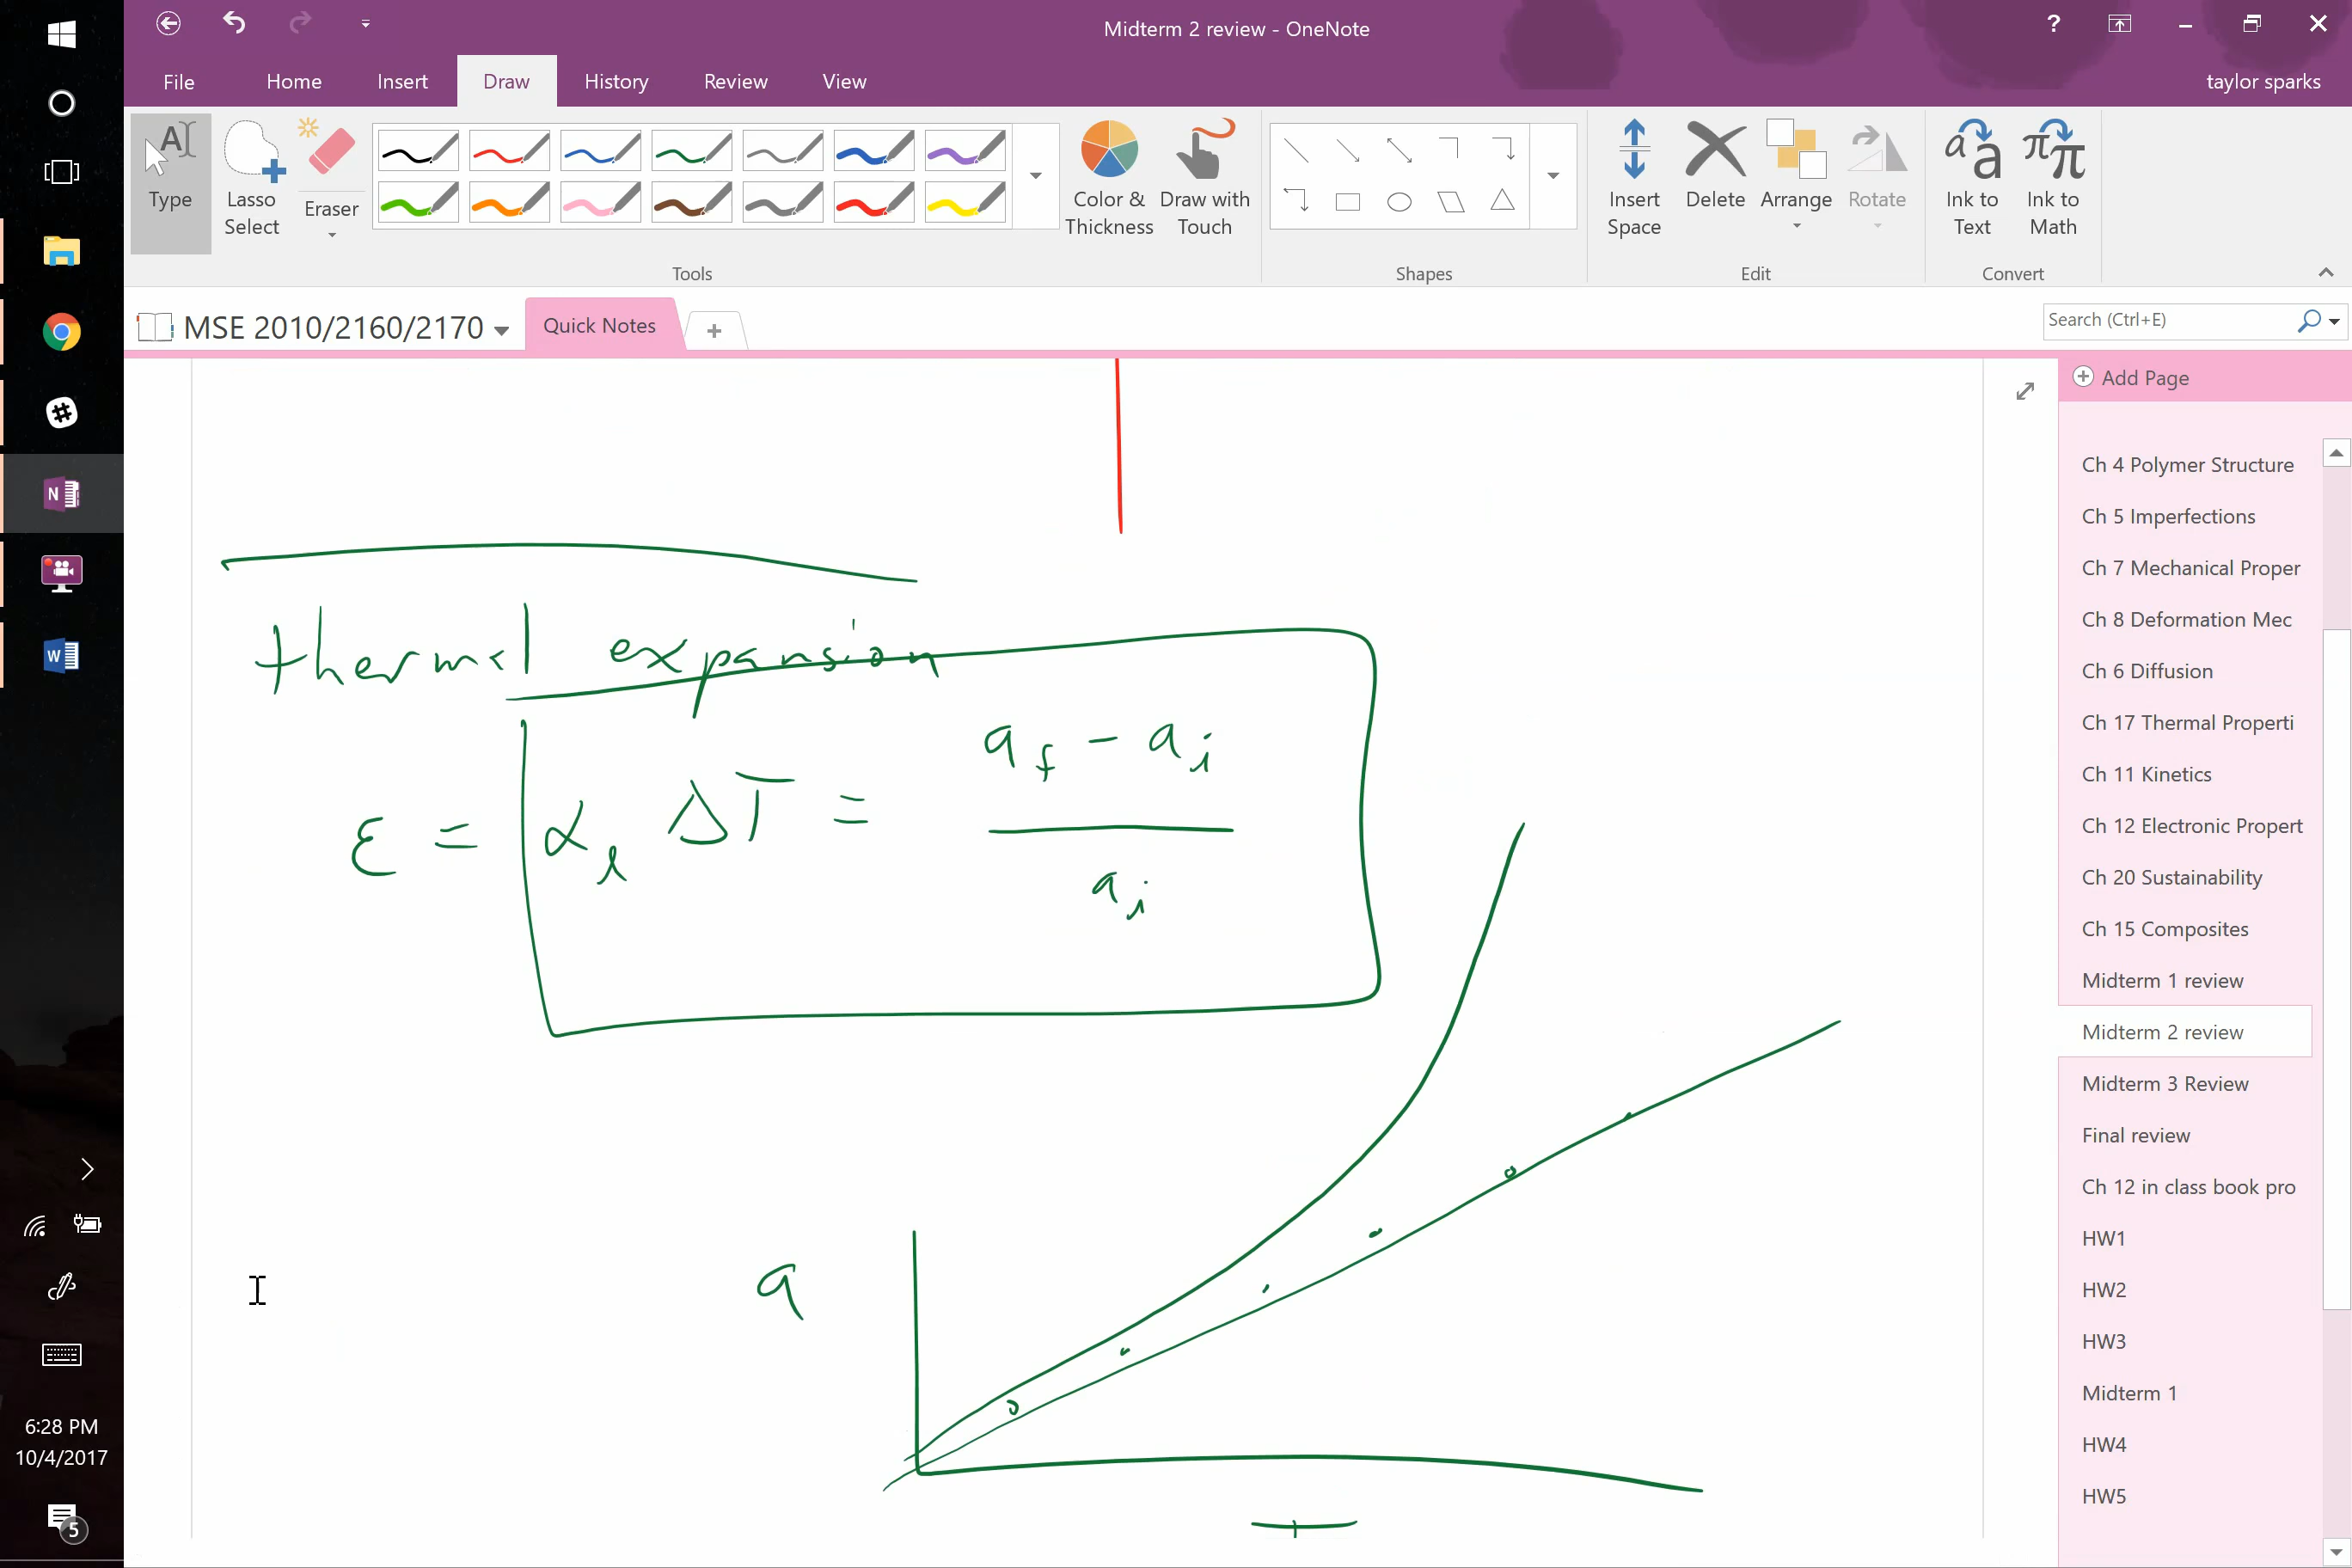 Midterm 2 review - OneNote
File Home Insert Draw History Review View taylor sparks
Type
Lasso Select
Eraser
Color & Thickness
Draw with Touch
Insert Space
Delete
Arrange
Rotate
Ink to Text
Ink to Math
Tools
Shapes
Edit
Convert
MSE 2010/2160/2170
Quick Notes
Search (Ctrl+E)
Add Page
Ch 4 Polymer Structure
Ch 5 Imperfections
Ch 7 Mechanical Proper
Ch 8 Deformation Mec
Ch 6 Diffusion
Ch 17 Thermal Properti
Ch 11 Kinetics
Ch 12 Electronic Propert
Ch 20 Sustainability
Ch 15 Composites
Midterm 1 review
Midterm 2 review
Midterm 3 Review
Final review
Ch 12 in class book pro
HW1
HW2
HW3
Midterm 1
HW4
HW5
thermal expansion
ε = α_l ΔT = (a_f - a_i) / a_i
a
T
6:28 PM
10/4/2017
5